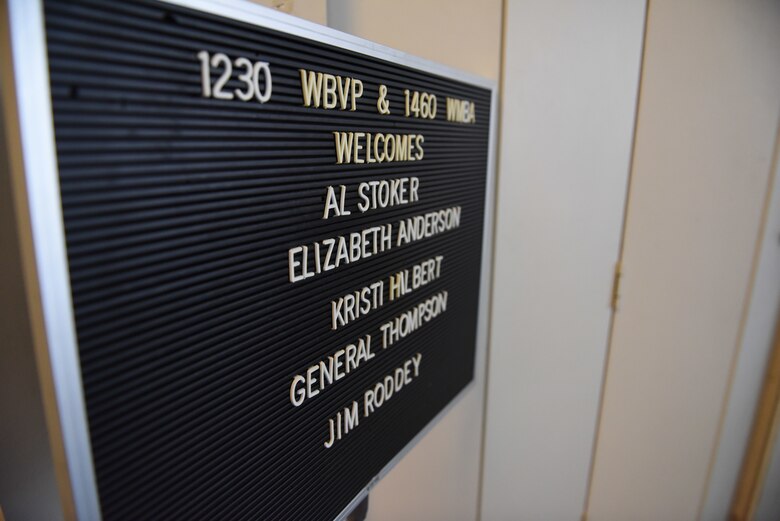 1230 WBVP & 1460 WMBA
WELCOMES
AL STOKER
ELIZABETH ANDERSON
KRISTI HILBERT
GENERAL THOMPSON
JIM RODDEY